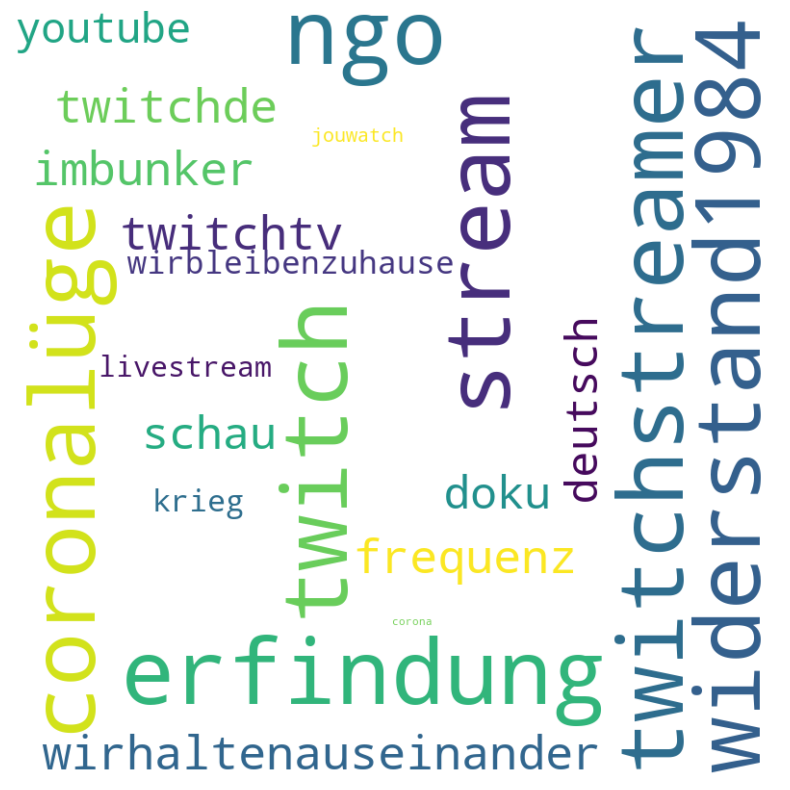 youtube
ngo
twitchde
jouwatch
imbunker
twitchtv
wirbleibenzuhause
stream
twitchstreamer
widerstand1984
coronalüge
livestream
twitch
deutsch
schau
krieg
doku
frequenz
corona
erfindung
wirhaltenauseinander